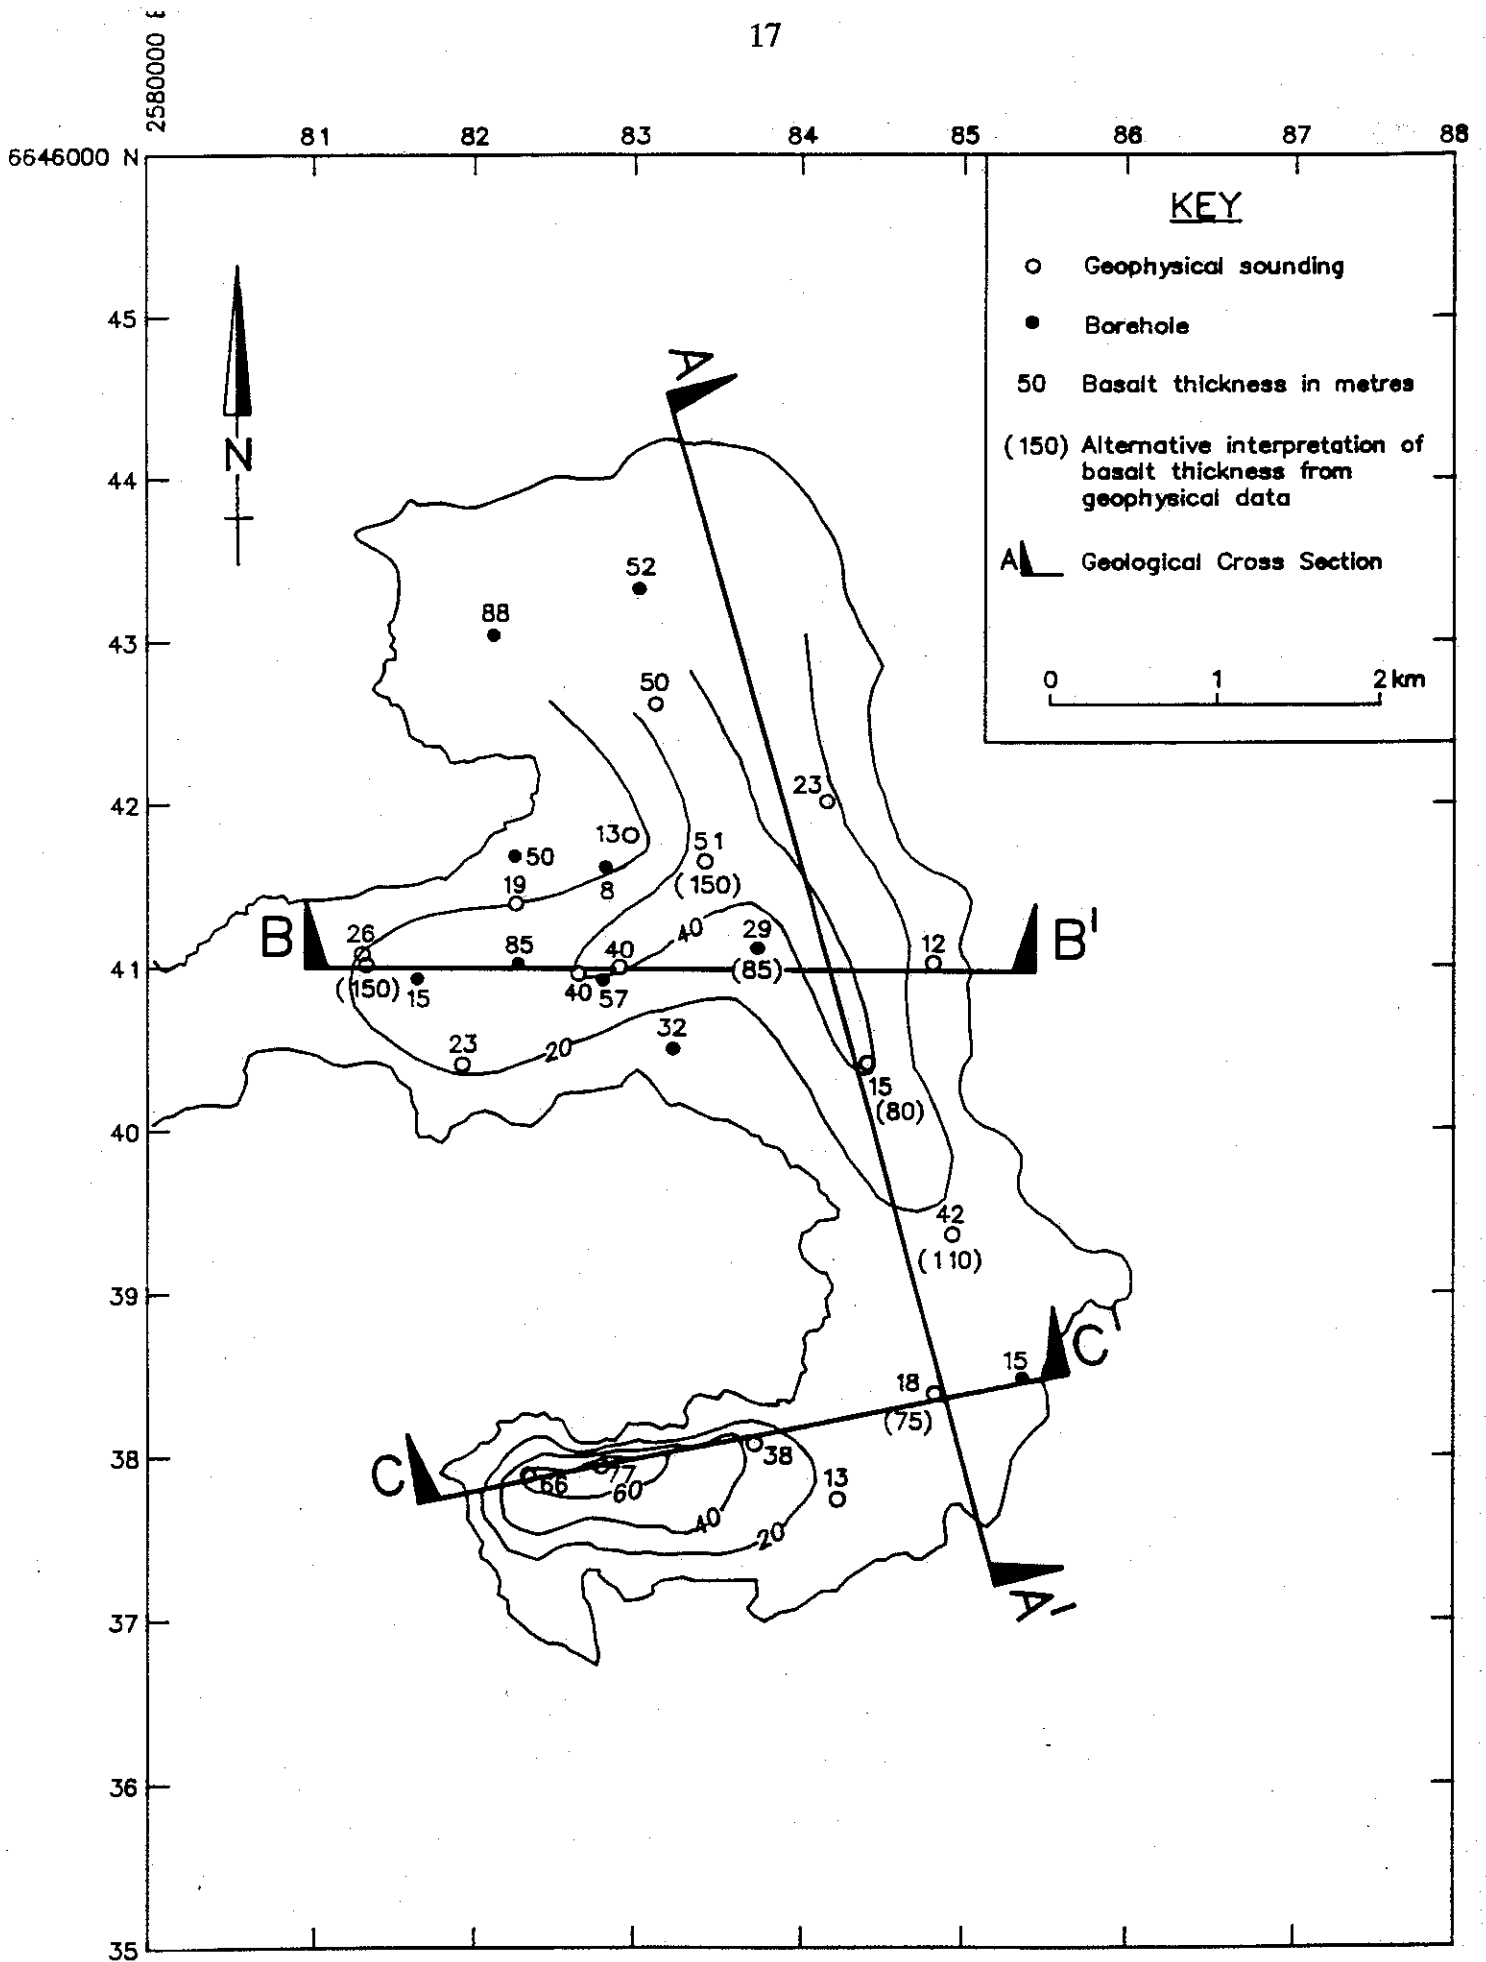 17
2580000 E
81 82 83 84 85 86 87 88
6646000 N
KEY
Geophysical sounding
Borehole
50 Basalt thickness in metres
(150) Alternative interpretation of
basalt thickness from
geophysical data
A Geological Cross Section
0 1 2 km
N
45
A
44
52
88
43
50
42
23
13
51
50
(150)
8
19
40
B
B'
26
85
40
29
12
41
(85)
(150)
15
40
57
32
23
20
15
(80)
40
42
(110)
39
C'
15
18
(75)
38
C
38
66
77
60
13
40
20
A'
37
36
35